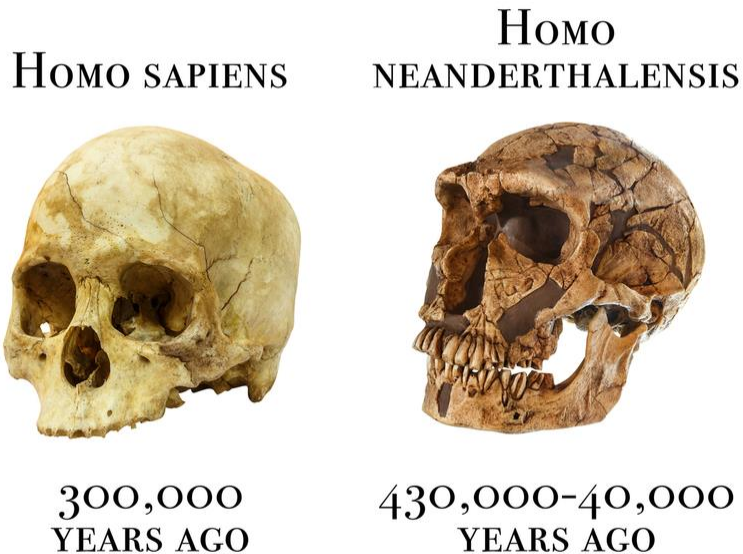 Homo sapiens
300,000
years ago
Homo
neanderthalensis
430,000-40,000
years ago